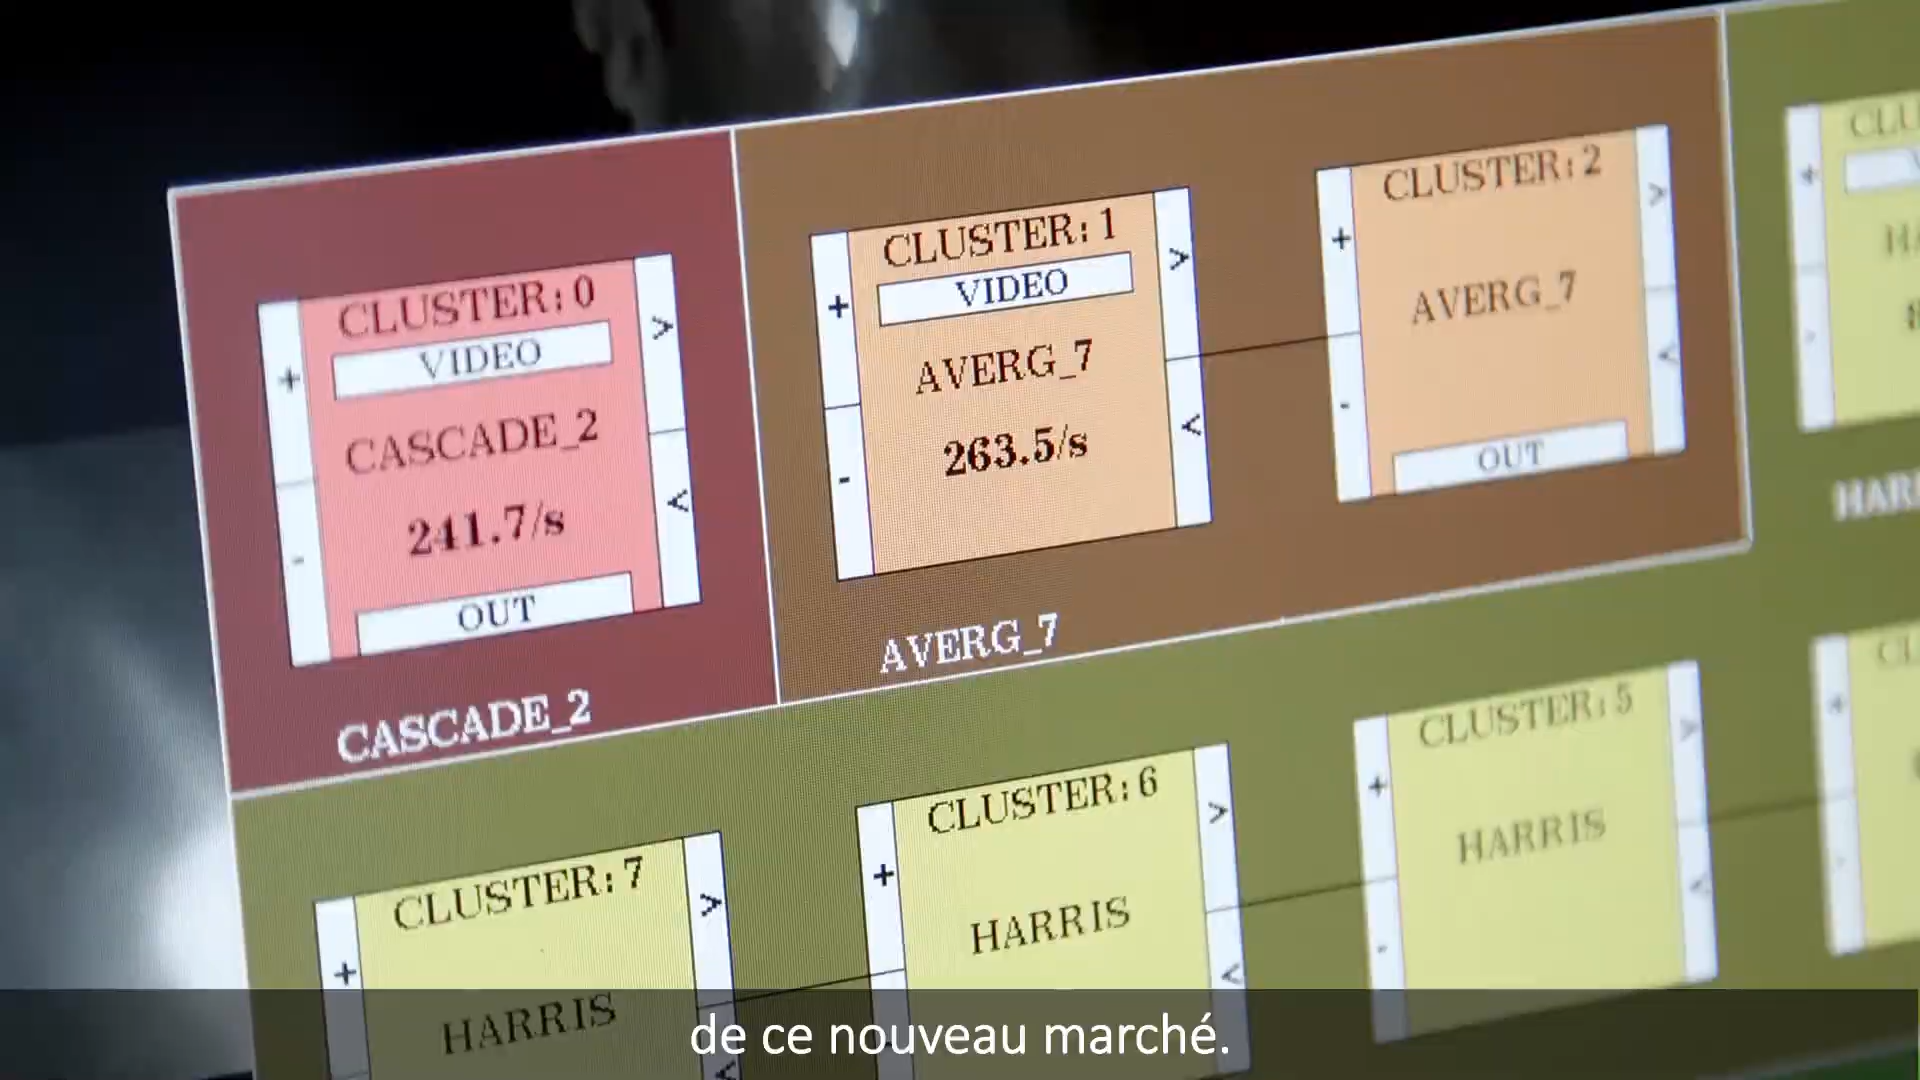 CLUSTER: 0
VIDEO
CASCADE_2
241.7/s
OUT
CASCADE_2
CLUSTER: 1
VIDEO
AVERG_7
263.5/s
AVERG_7
CLUSTER: 2
AVERG_7
OUT
CLUSTER: 7
HARRIS
CLUSTER: 6
HARRIS
CLUSTER: 5
HARRIS
de ce nouveau marché.